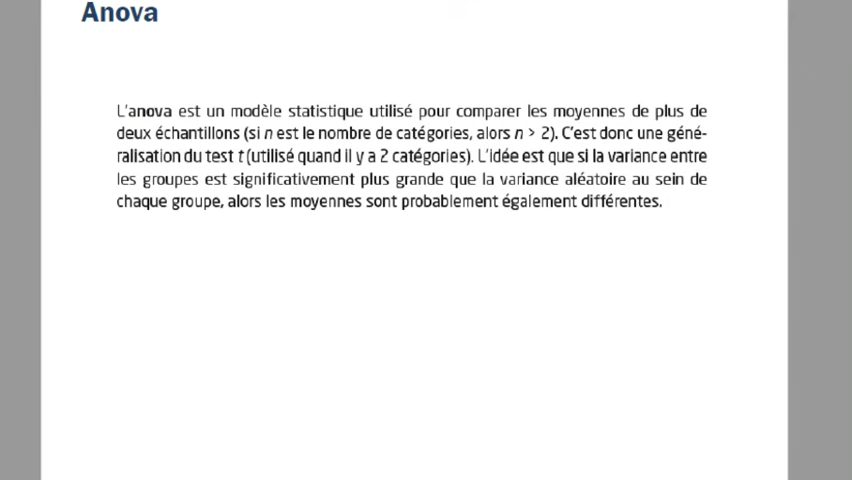 Anova
L'anova est un modèle statistique utilisé pour comparer les moyennes de plus de
deux échantillons (si n est le nombre de catégories, alors n > 2). C'est donc une géné-
ralisation du test t (utilisé quand il y a 2 catégories). L'idée est que si la variance entre
les groupes est significativement plus grande que la variance aléatoire au sein de
chaque groupe, alors les moyennes sont probablement également différentes.